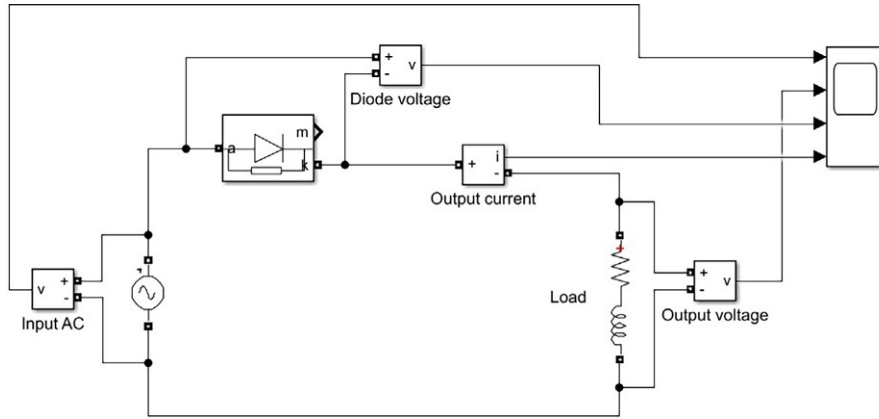 +
-
v
Diode voltage
m
a
k
+
i
-
Output current
v
+
-
Input AC
+
Load
+
-
v
Output voltage